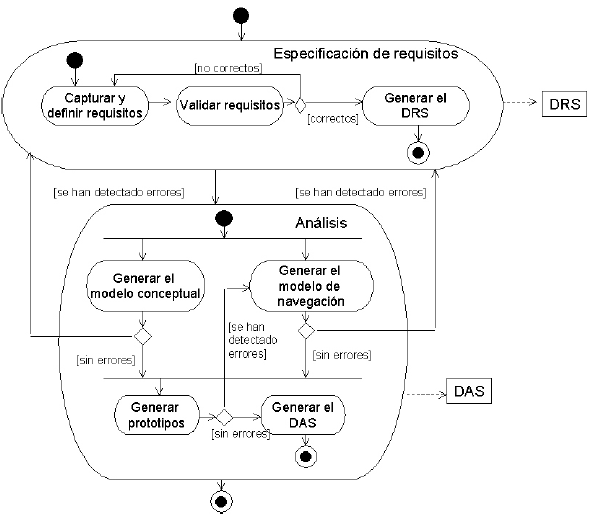 Especificación de requisitos
[no correctos]
Capturar y
definir requisitos
Validar requisitos
Generar el
DRS
[correctos]
DRS
[se han detectado errores]
[se han detectado errores]
Análisis
Generar el
modelo conceptual
Generar el
modelo de
navegación
[se han
detectado
errores]
[sin errores]
[sin errores]
Generar
prototipos
[sin errores]
Generar el
DAS
DAS